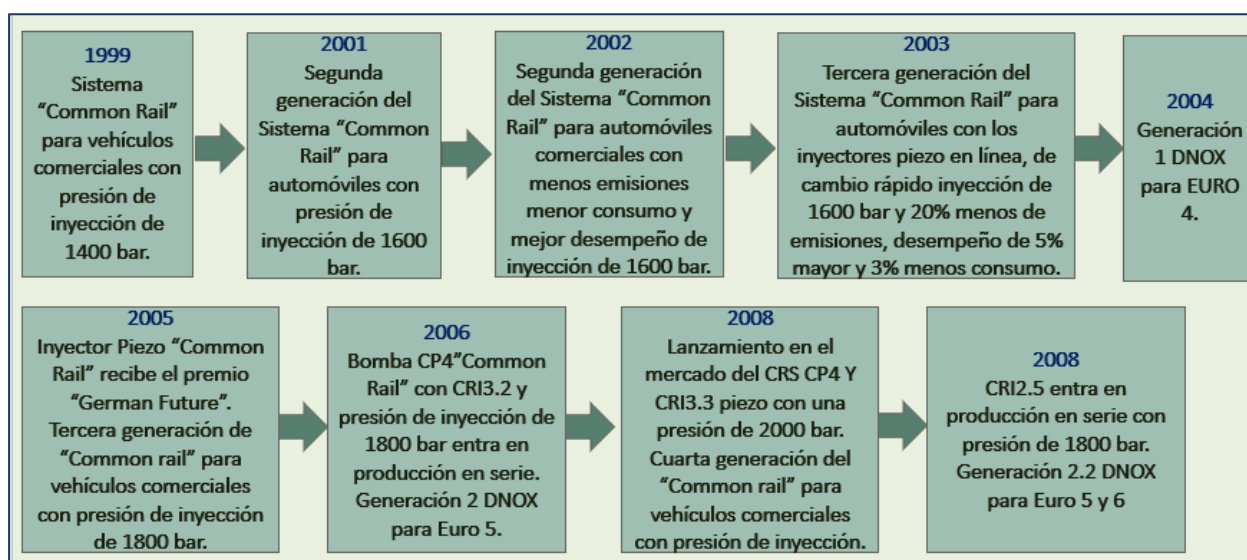 1999
Sistema
“Common Rail”
para vehículos
comerciales con
presión de
inyección de
1400 bar.
2001
Segunda
generación del
Sistema “Common
Rail” para
automóviles con
presión de
inyección de 1600
bar.
2002
Segunda generación
del Sistema “Common
Rail” para automóviles
comerciales con
menos emisiones
menor consumo y
mejor desempeño de
inyección de 1600 bar.
2003
Tercera generación del
Sistema “Common Rail” para
automóviles con los
inyectores piezo en línea, de
cambio rápido inyección de
1600 bar y 20% menos de
emisiones, desempeño de 5%
mayor y 3% menos consumo.
2004
Generación
1 DNOX
para EURO
4.
2005
Inyector Piezo “Common
Rail” recibe el premio
“German Future”.
Tercera generación de
“Common rail” para
vehículos comerciales
con presión de inyección
de 1800 bar.
2006
Bomba CP4”Common
Rail” con CRI3.2 y
presión de inyección de
1800 bar entra en
producción en serie.
Generación 2 DNOX
para Euro 5.
2008
Lanzamiento en el
mercado del CRS CP4 Y
CRI3.3 piezo con una
presión de 2000 bar.
Cuarta generación del
“Common rail” para
vehículos comerciales
con presión de inyección.
2008
CRI2.5 entra en
producción en serie con
presión de 1800 bar.
Generación 2.2 DNOX
para Euro 5 y 6